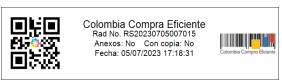 Colombia Compra Eficiente
Rad No. RS20230705007015
Anexos: No Con copia: No
Fecha: 05/07/2023 17:18:31
Colombia Compra Eficiente